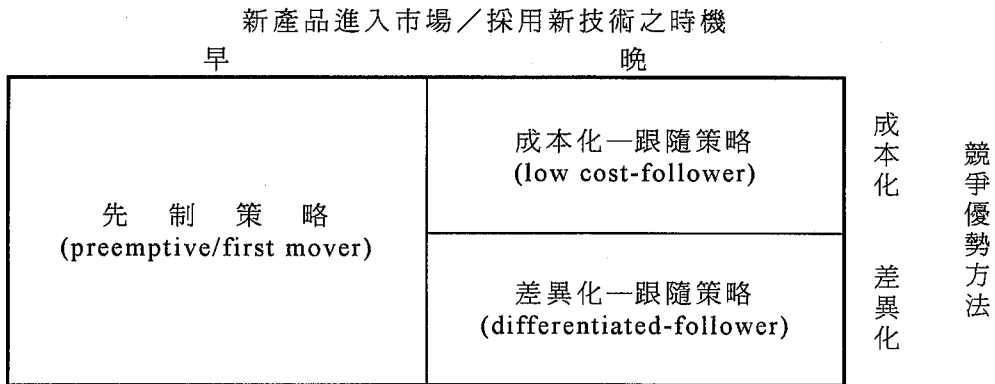 新產品進入市場／採用新技術之時機
早
晚
先制策略
(preemptive/first mover)
成本化—跟隨策略
(low cost-follower)
差異化—跟隨策略
(differentiated-follower)
成本化
差異化
競爭優勢方法